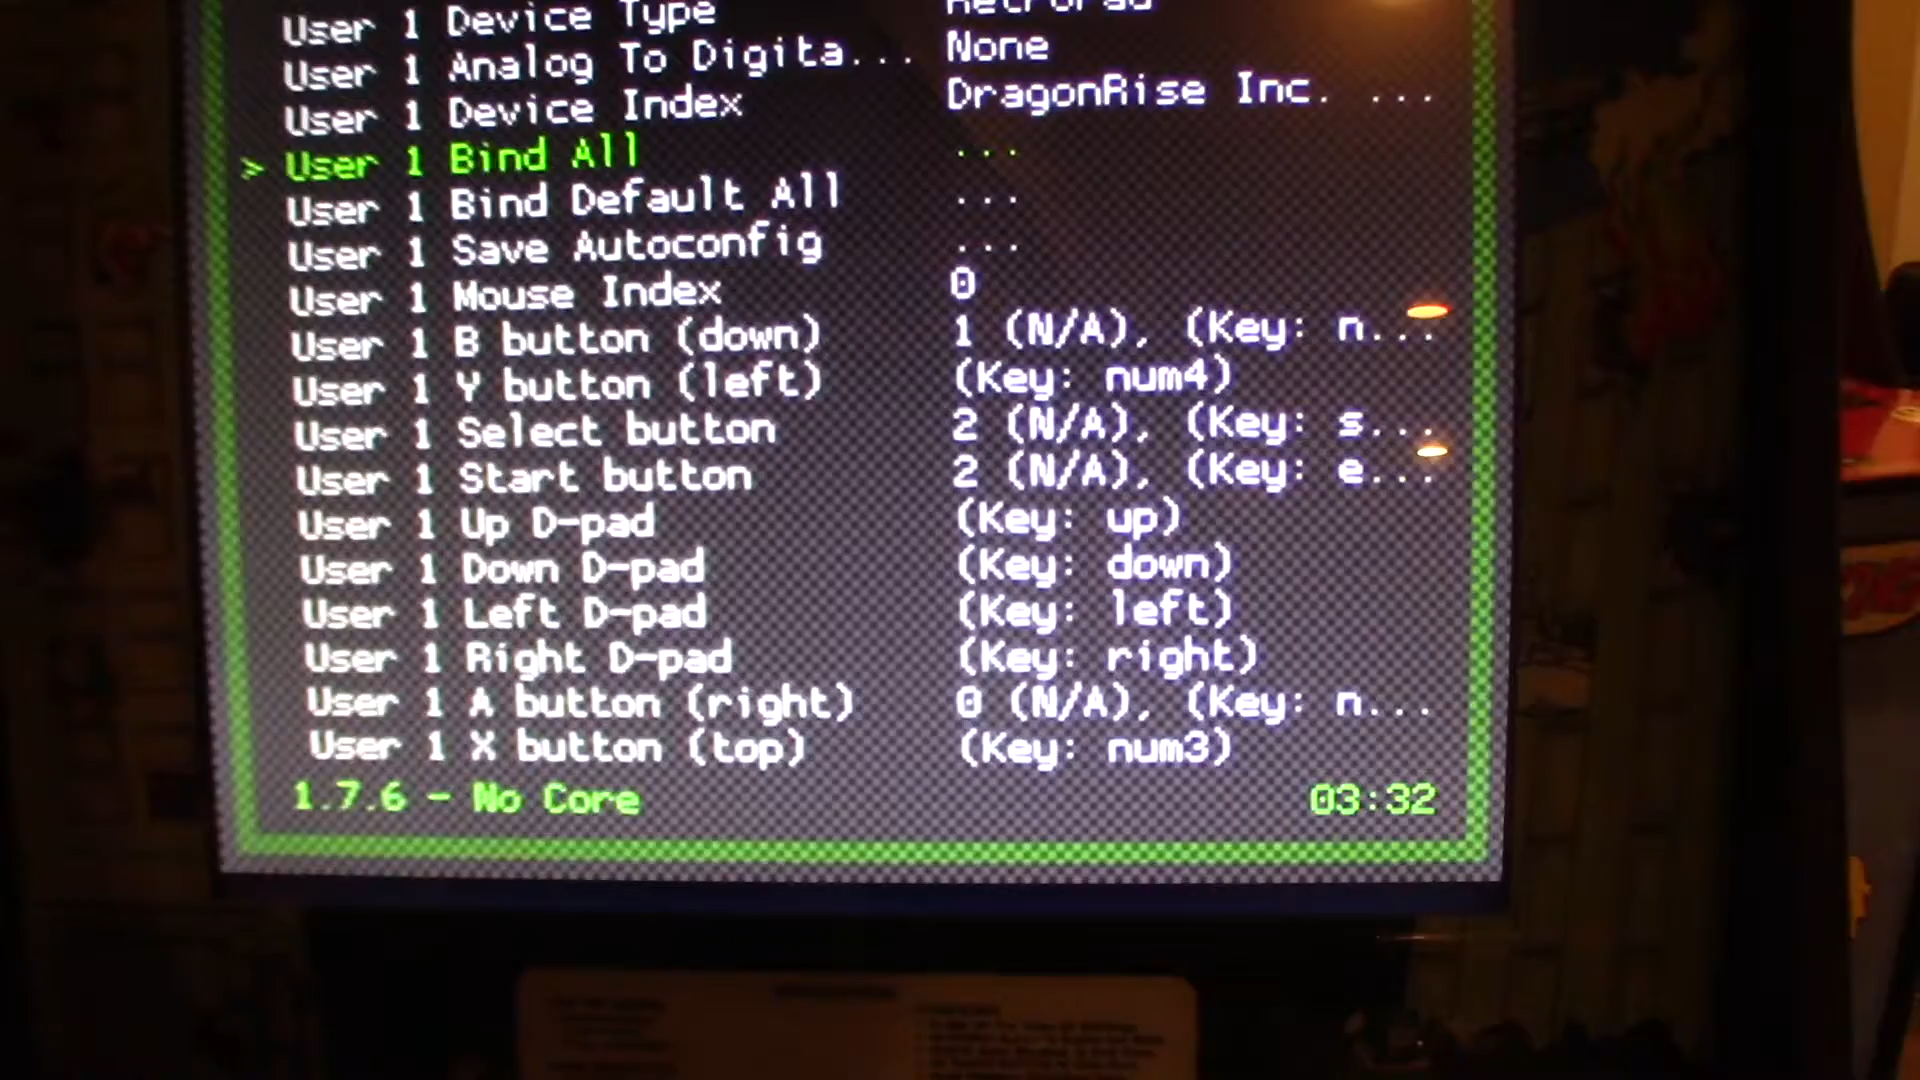 User 1 Device Type RetroPad
User 1 Analog To Digita... None
User 1 Device Index DragonRise Inc. ...
> User 1 Bind All ...
User 1 Bind Default All ...
User 1 Save Autoconfig ...
User 1 Mouse Index 0
User 1 B button (down) 1 (N/A), (Key: n...
User 1 Y button (left) (Key: num4)
User 1 Select button 2 (N/A), (Key: s...
User 1 Start button 2 (N/A), (Key: e...
User 1 Up D-pad (Key: up)
User 1 Down D-pad (Key: down)
User 1 Left D-pad (Key: left)
User 1 Right D-pad (Key: right)
User 1 A button (right) 0 (N/A), (Key: n...
User 1 X button (top) (Key: num3)
1.7.6 - No Core 03:32